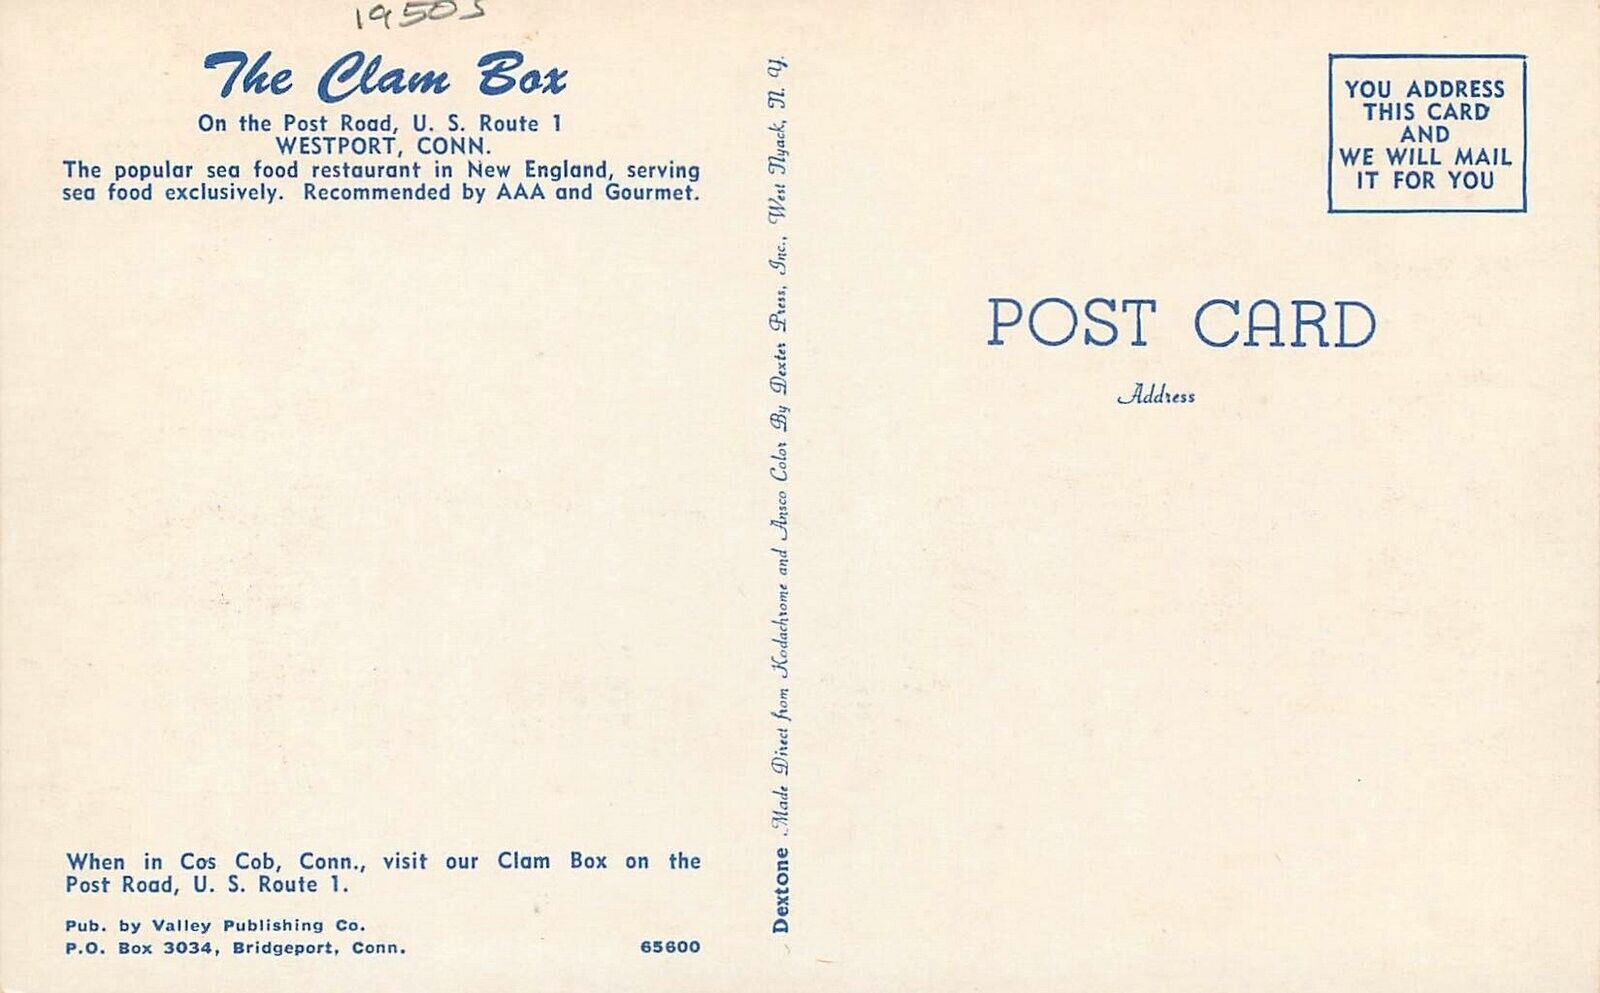 1950s
The Clam Box
On the Post Road, U. S. Route 1
WESTPORT, CONN.
The popular sea food restaurant in New England, serving
sea food exclusively. Recommended by AAA and Gourmet.
When in Cos Cob, Conn., visit our Clam Box on the
Post Road, U. S. Route 1.
Pub. by Valley Publishing Co.
P.O. Box 3034, Bridgeport, Conn. 65600
Dextone Made Direct from Kodachrome and Ansco Color By Dexter Press, Inc., West Nyack, N. Y.
YOU ADDRESS
THIS CARD
AND
WE WILL MAIL
IT FOR YOU
POST CARD
Address